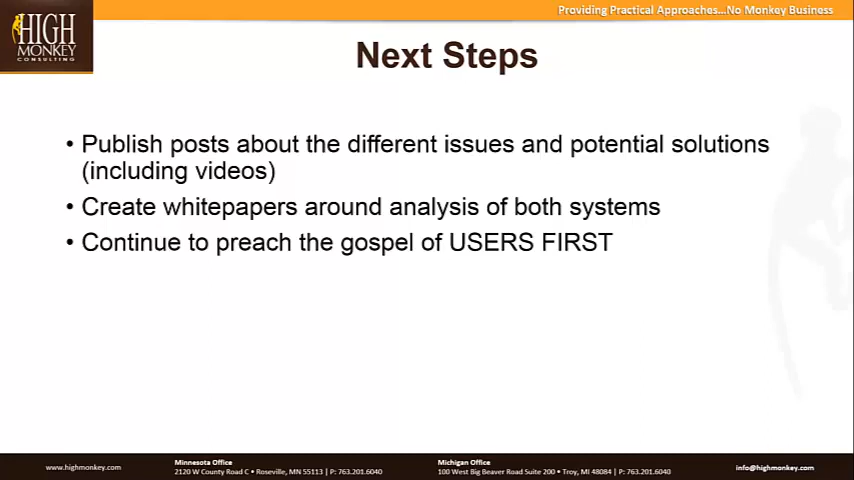 Providing Practical Approaches...No Monkey Business
HIGH
MONKEY
CONSULTING
Next Steps
• Publish posts about the different issues and potential solutions
(including videos)
• Create whitepapers around analysis of both systems
• Continue to preach the gospel of USERS FIRST
www.highmonkey.com
Minnesota Office
2120 W County Road C • Roseville, MN 55113 | P: 763.201.6040
Michigan Office
100 West Big Beaver Road Suite 200 • Troy, MI 48084 | P: 763.201.6040
info@highmonkey.com